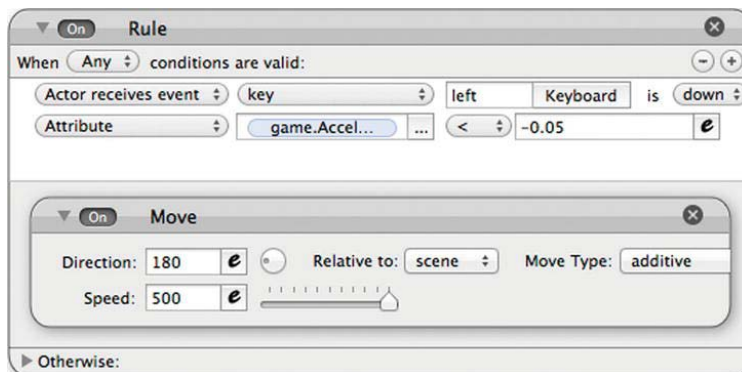 On Rule
When Any conditions are valid:
Actor receives event key left Keyboard is down
Attribute game.Accel... ... < -0.05 e
On Move
Direction: 180 e Relative to: scene Move Type: additive
Speed: 500 e
Otherwise: